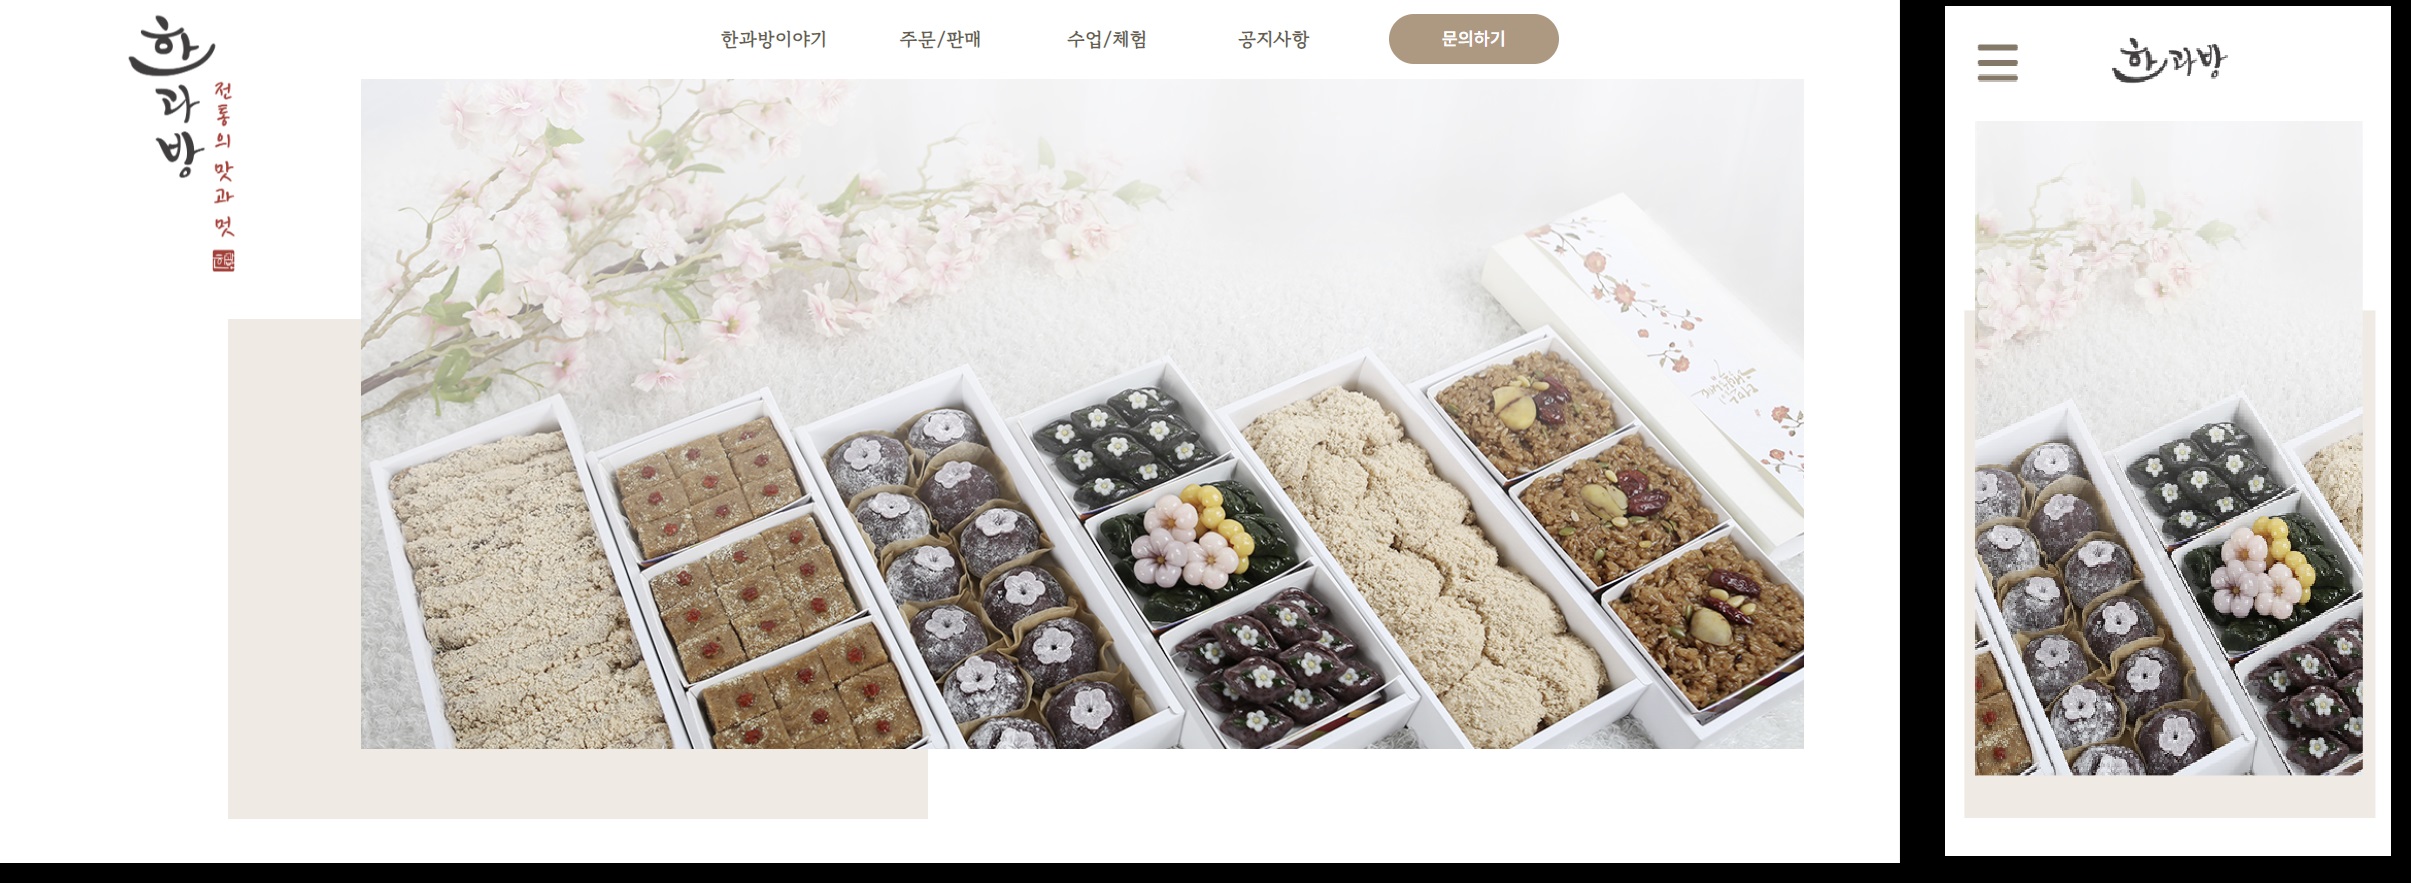 한과방
전통의 맛과 멋
한과방이야기
주문/판매
수업/체험
공지사항
문의하기
한과방